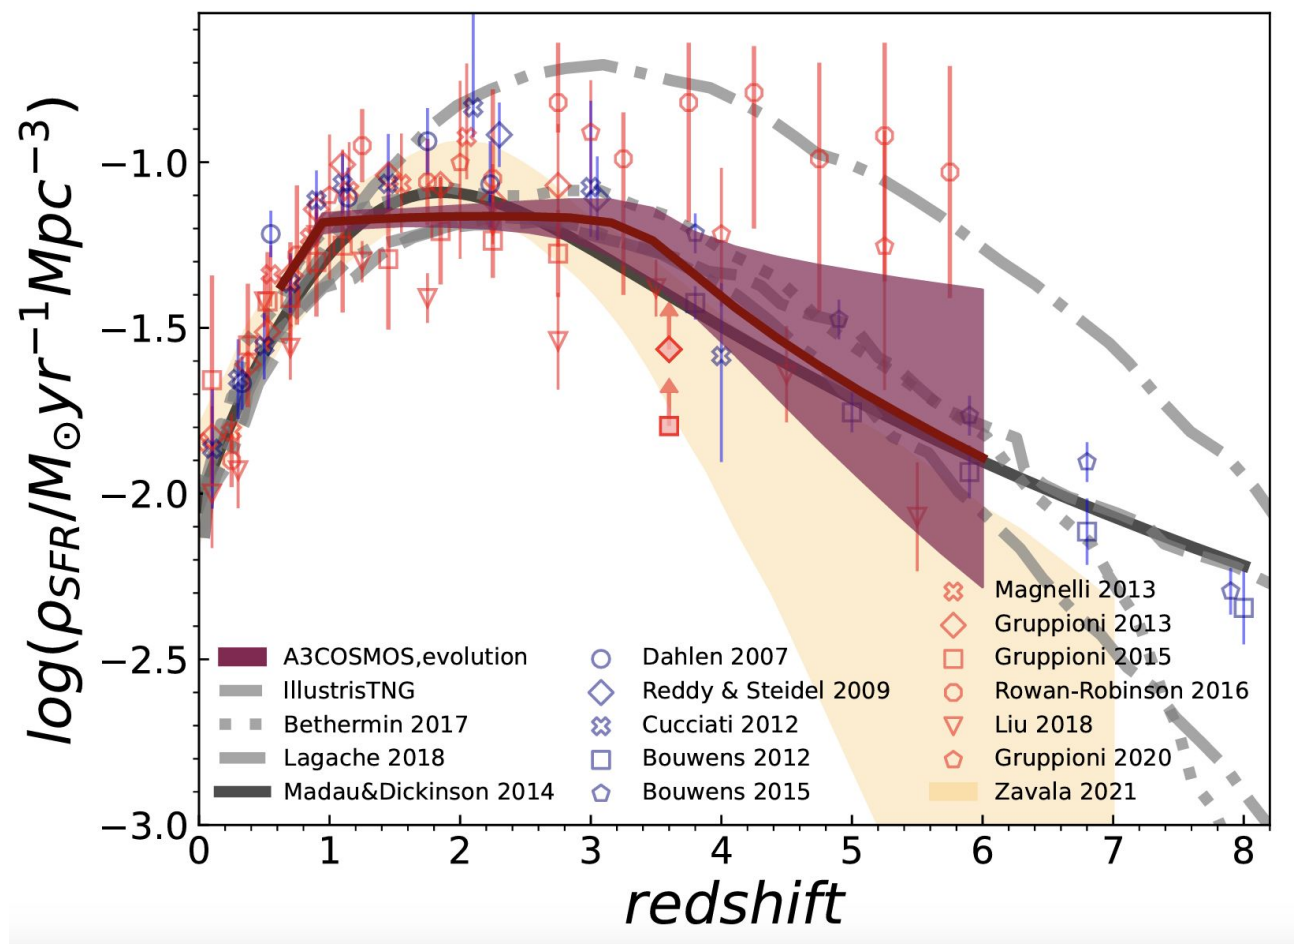 log(ρSFR/M⊙yr−1Mpc−3)
−1.0
−1.5
−2.0
−2.5
−3.0
A3COSMOS,evolution
IllustrisTNG
Bethermin 2017
Lagache 2018
Madau&Dickinson 2014
Dahlen 2007
Reddy & Steidel 2009
Cucciati 2012
Bouwens 2012
Bouwens 2015
Magnelli 2013
Gruppioni 2013
Gruppioni 2015
Rowan-Robinson 2016
Liu 2018
Gruppioni 2020
Zavala 2021
0 1 2 3 4 5 6 7 8
redshift